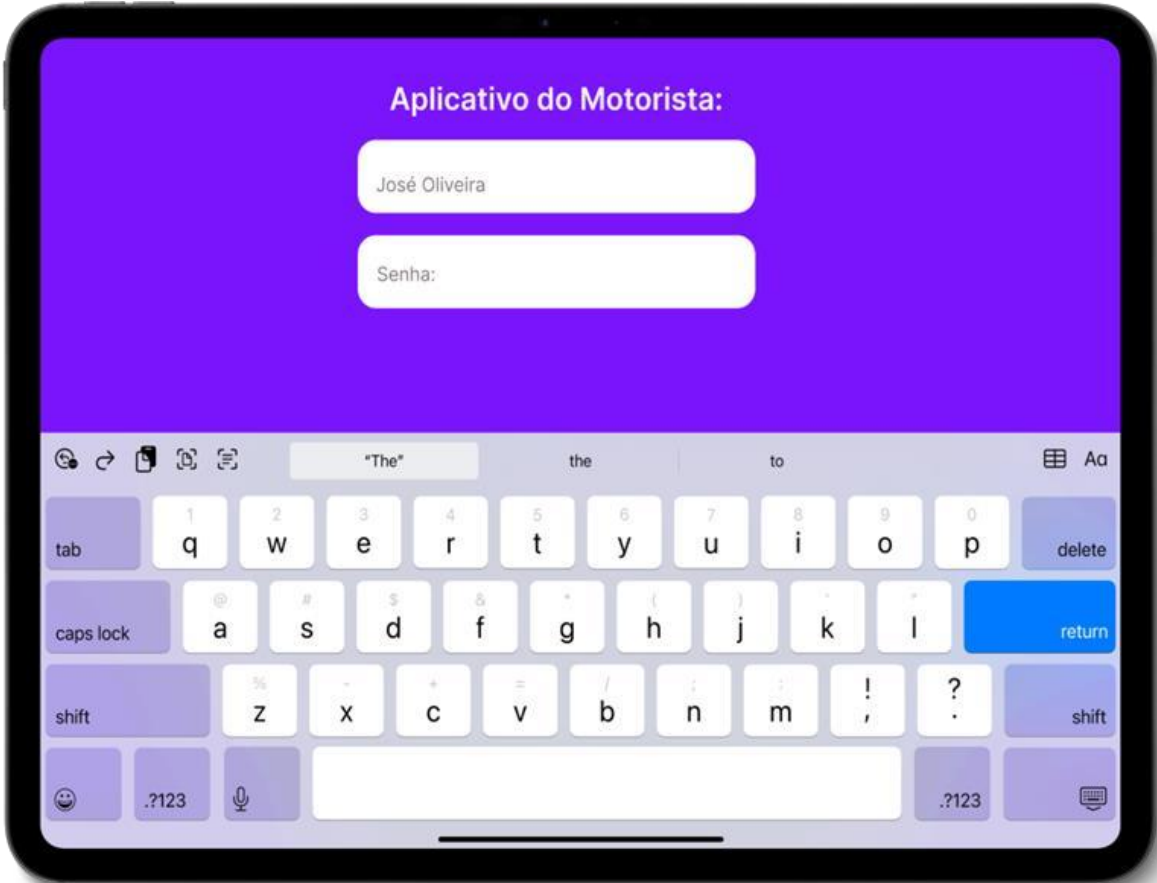 Aplicativo do Motorista:
José Oliveira
Senha:
"The" the to Aa
1 2 3 4 5 6 7 8 9 0
tab q w e r t y u i o p delete
@ # $ & * ( ) ' "
caps lock a s d f g h j k l return
% - + = / ; : ! ?
shift z x c v b n m , . shift
.?123 .?123